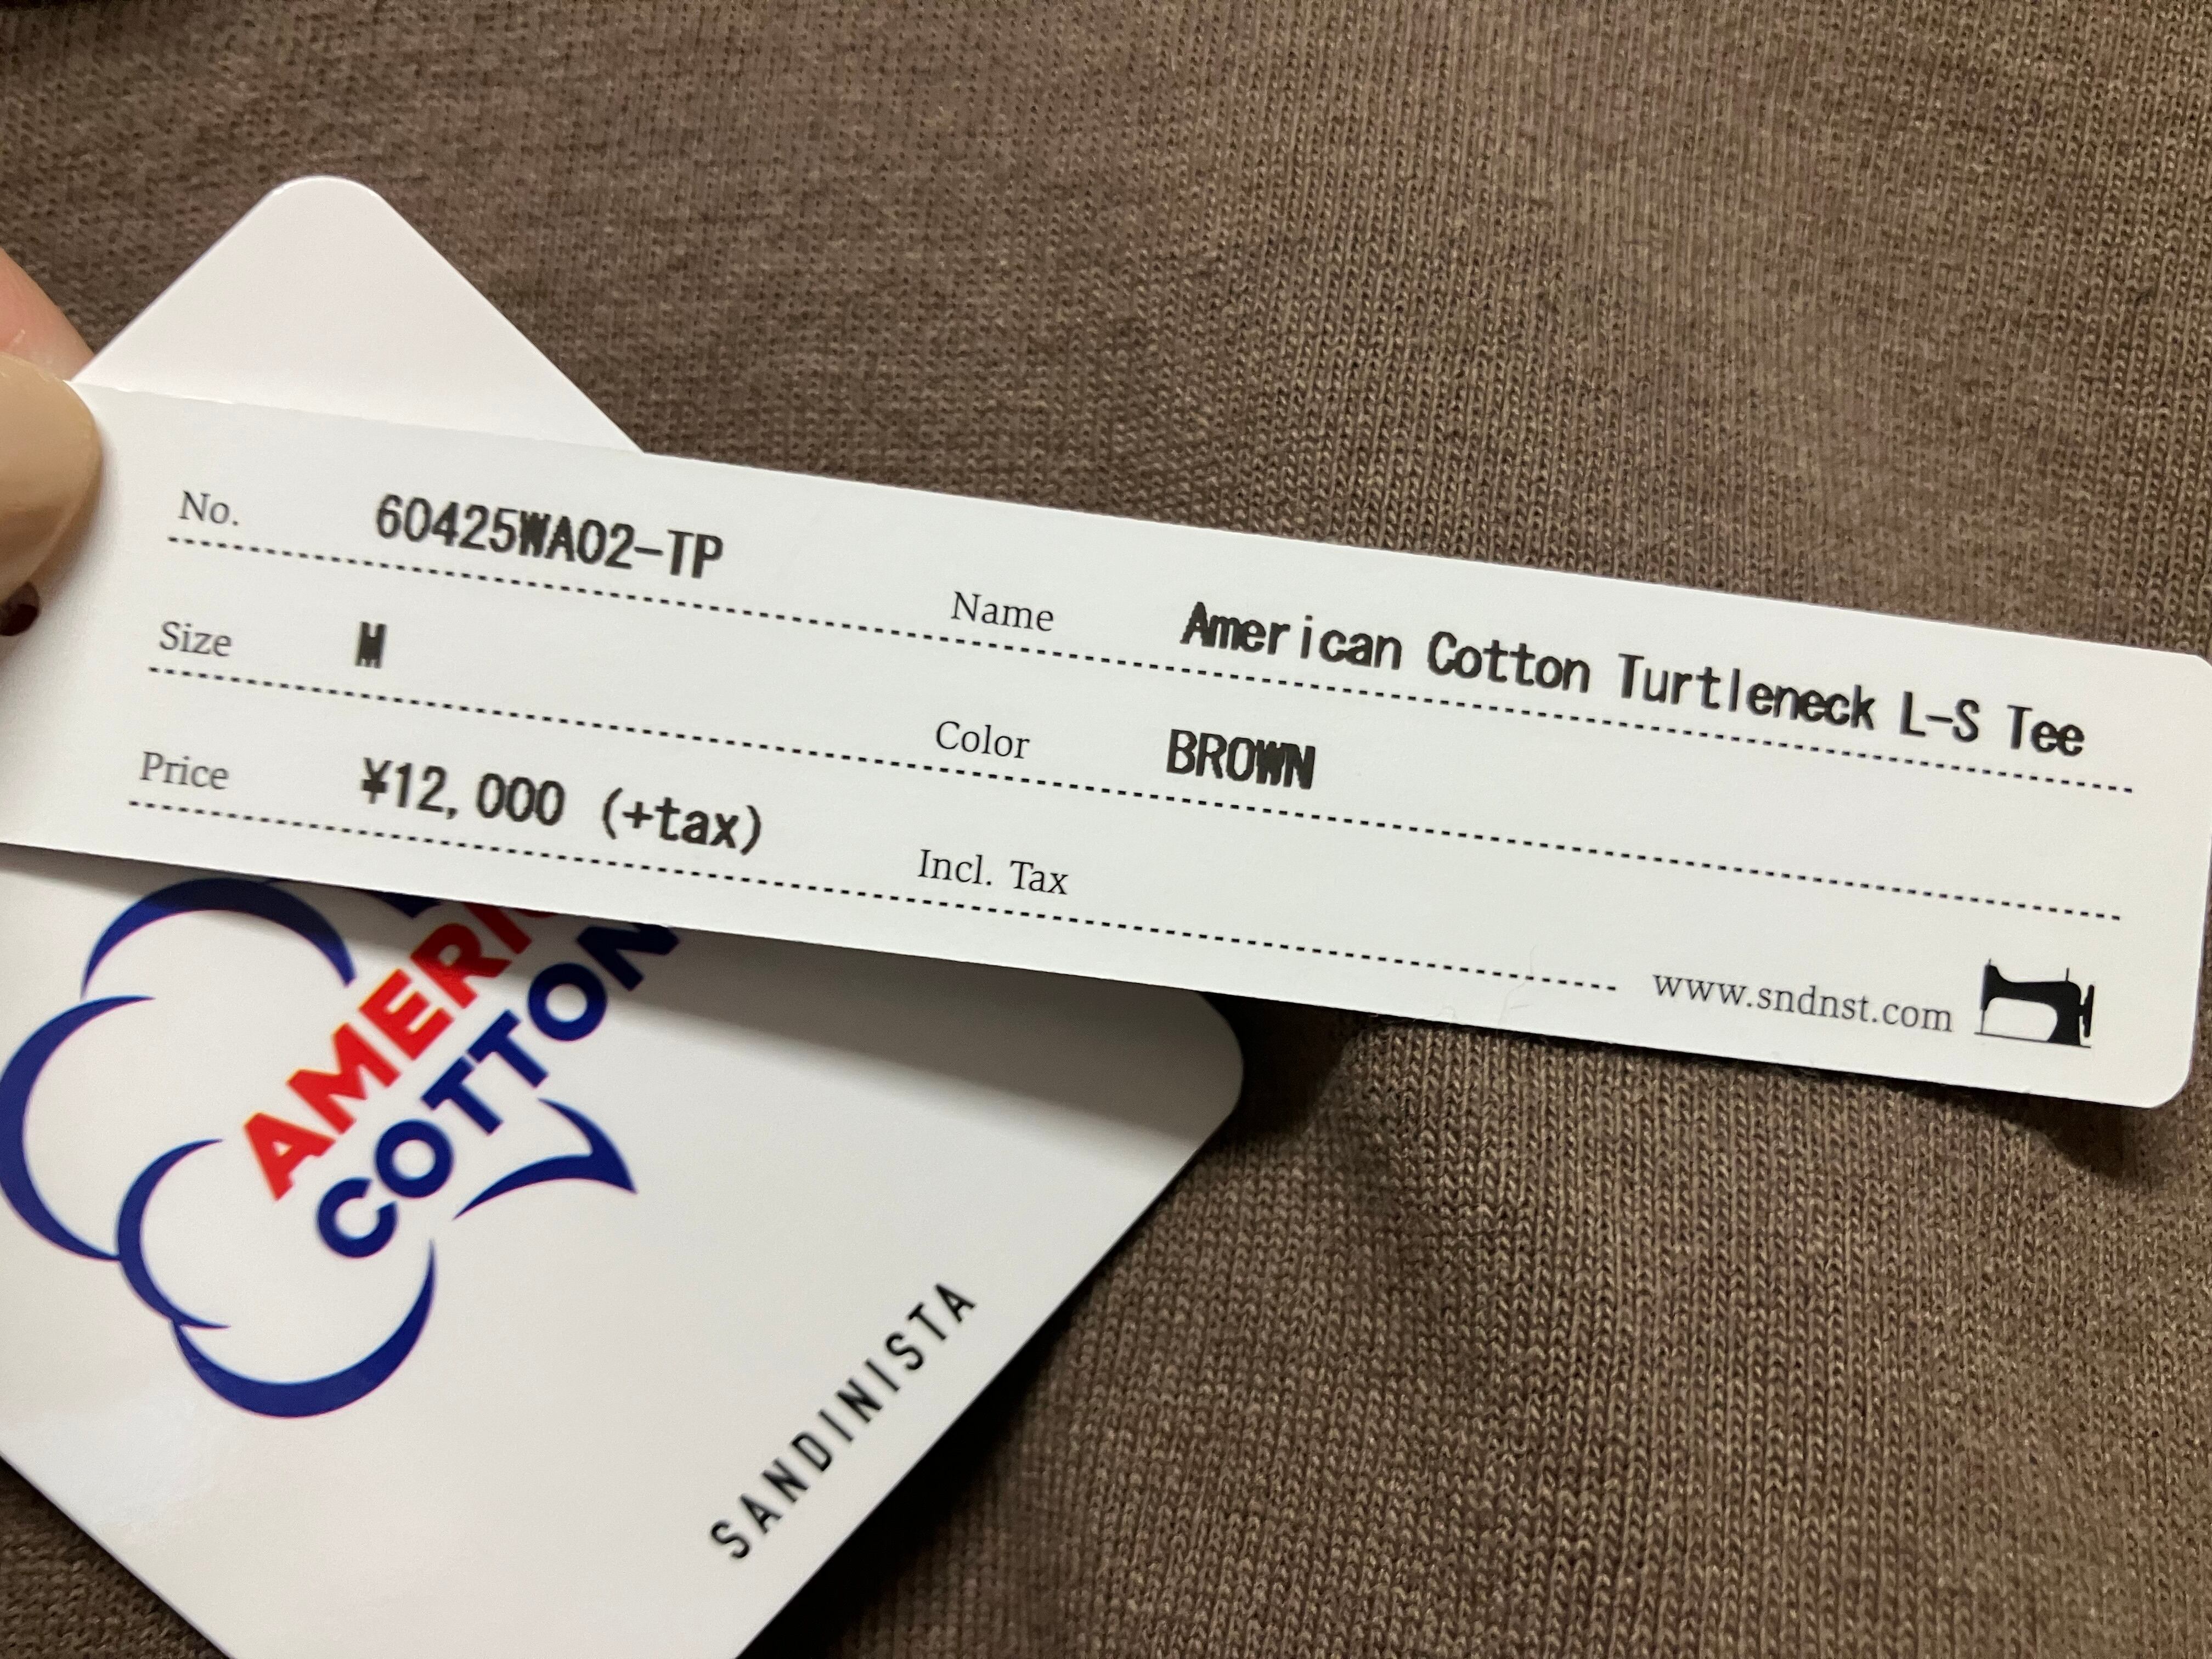 No. 60425WA02-TP
Name American Cotton Turtleneck L-S Tee
Size M
Color BROWN
Price ¥12,000 (+tax)
Incl. Tax
www.sndnst.com
COTTON
SANDINISTA